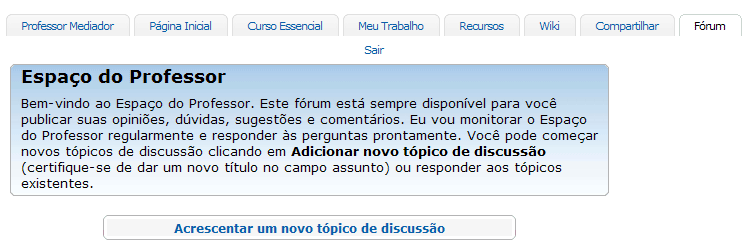 Professor Mediador Página Inicial Curso Essencial Meu Trabalho Recursos Wiki Compartilhar Fórum
Sair
Espaço do Professor
Bem-vindo ao Espaço do Professor. Este fórum está sempre disponível para você
publicar suas opiniões, dúvidas, sugestões e comentários. Eu vou monitorar o Espaço
do Professor regularmente e responder às perguntas prontamente. Você pode começar
novos tópicos de discussão clicando em Adicionar novo tópico de discussão
(certifique-se de dar um novo título no campo assunto) ou responder aos tópicos
existentes.
Acrescentar um novo tópico de discussão